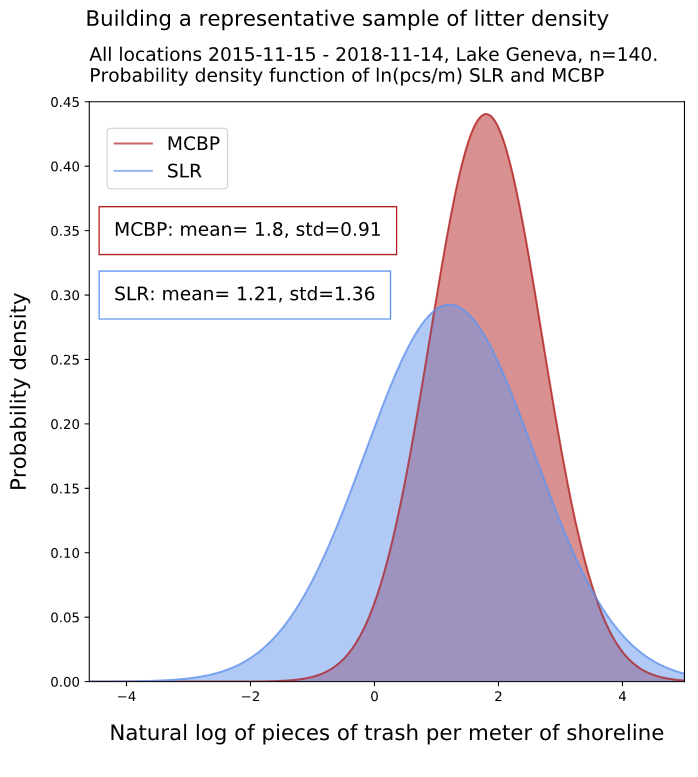 Building a representative sample of litter density
All locations 2015-11-15 - 2018-11-14, Lake Geneva, n=140.
Probability density function of ln(pcs/m) SLR and MCBP
0.45
0.40
0.35
0.30
0.25
0.20
0.15
0.10
0.05
0.00
Probability density
MCBP
SLR
MCBP: mean= 1.8, std=0.91
SLR: mean= 1.21, std=1.36
−4
−2
0
2
4
Natural log of pieces of trash per meter of shoreline